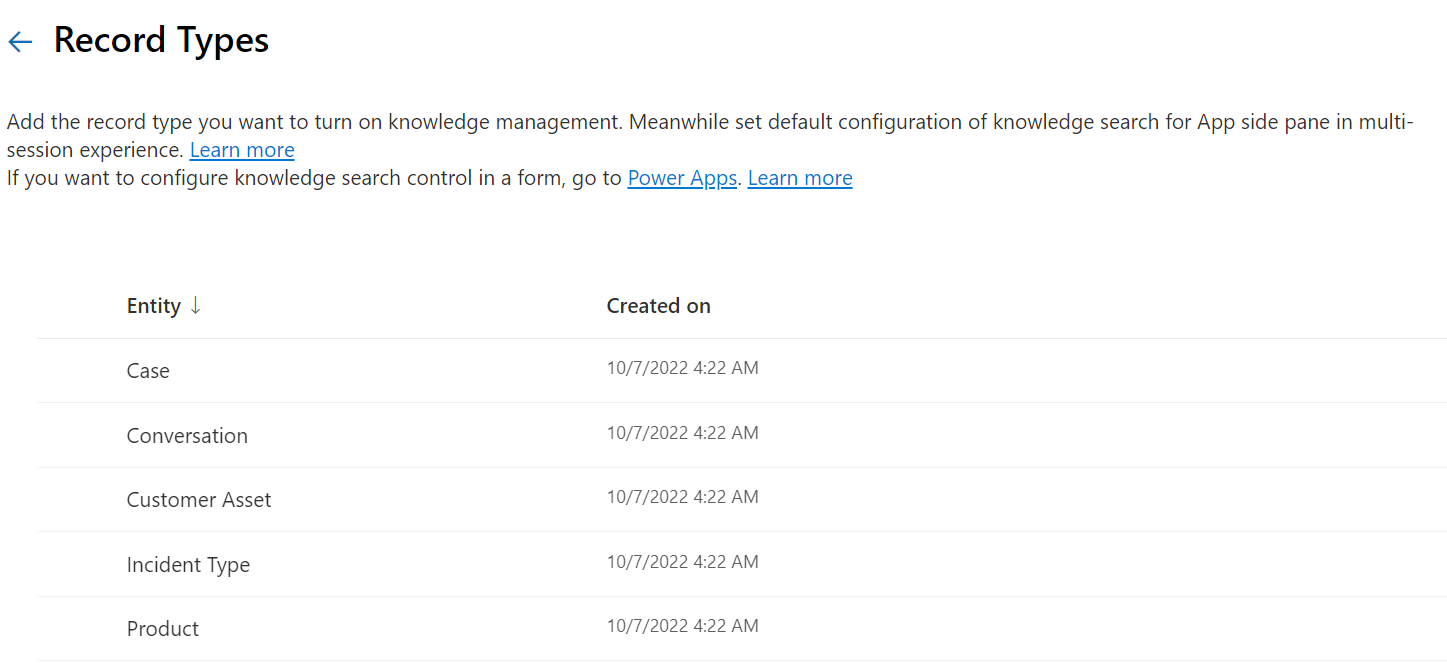 Record Types
Add the record type you want to turn on knowledge management. Meanwhile set default configuration of knowledge search for App side pane in multi-
session experience. Learn more
If you want to configure knowledge search control in a form, go to Power Apps. Learn more
Entity ↓ Created on
Case 10/7/2022 4:22 AM
Conversation 10/7/2022 4:22 AM
Customer Asset 10/7/2022 4:22 AM
Incident Type 10/7/2022 4:22 AM
Product 10/7/2022 4:22 AM